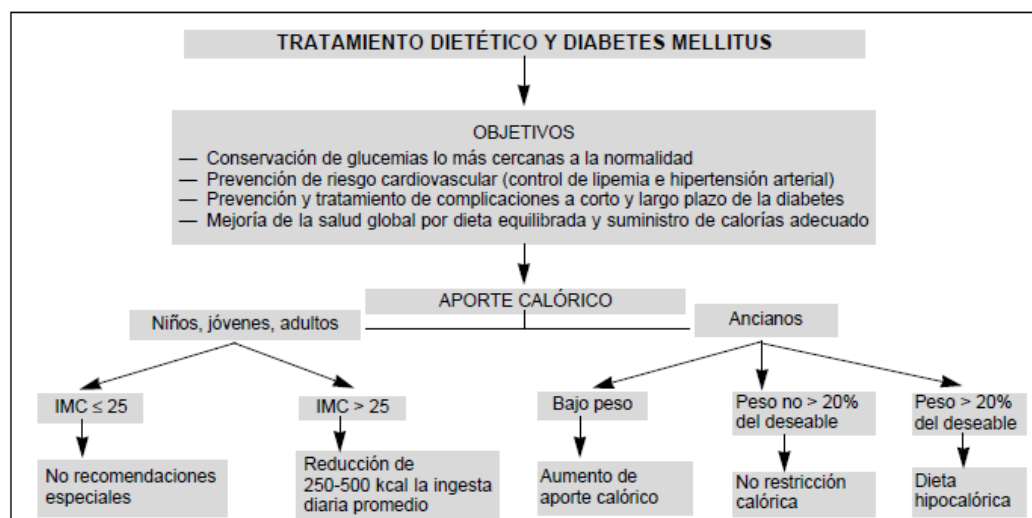 TRATAMIENTO DIETÉTICO Y DIABETES MELLITUS
OBJETIVOS
— Conservación de glucemias lo más cercanas a la normalidad
— Prevención de riesgo cardiovascular (control de lipemia e hipertensión arterial)
— Prevención y tratamiento de complicaciones a corto y largo plazo de la diabetes
— Mejoría de la salud global por dieta equilibrada y suministro de calorías adecuado
APORTE CALÓRICO
Niños, jóvenes, adultos
Ancianos
IMC ≤ 25
IMC > 25
Bajo peso
Peso no > 20%
del deseable
Peso > 20%
del deseable
No recomendaciones
especiales
Reducción de
250-500 kcal la ingesta
diaria promedio
Aumento de
aporte calórico
No restricción
calórica
Dieta
hipocalórica